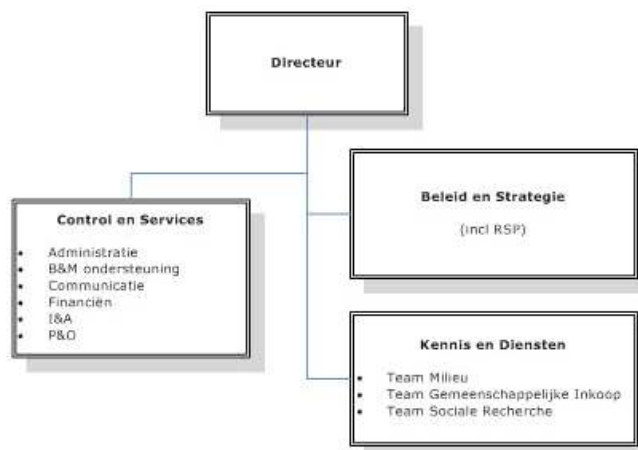 Directeur
Control en Services
• Administratie
• B&M ondersteuning
• Communicatie
• Financiën
• I&A
• P&O
Beleid en Strategie
(incl RSP)
Kennis en Diensten
• Team Milieu
• Team Gemeenschappelijke Inkoop
• Team Sociale Recherche